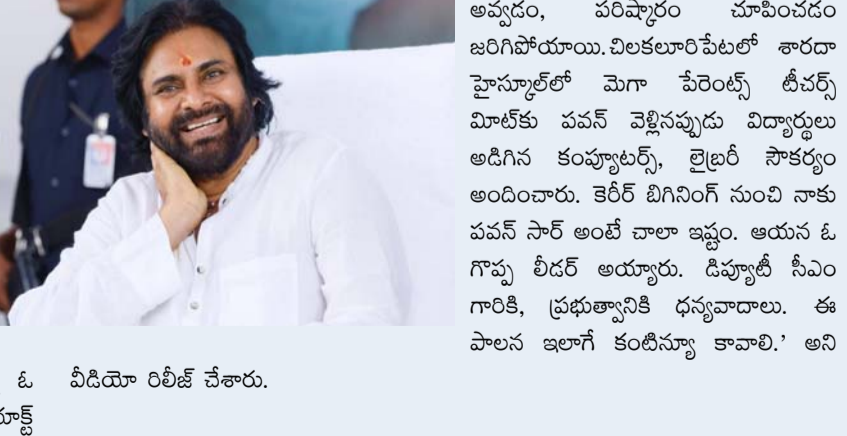 అవ్వడం, పరిష్కారం చూపించడం
జరిగిపోయాయి.చిలకలూరిపేటలో శారదా
హైస్కూల్‌లో మెగా పేరెంట్స్ టీచర్స్
మీట్‌కు పవన్ వెళ్లినప్పుడు విద్యార్థులు
అడిగిన కంప్యూటర్స్, లైబ్రరీ సౌకర్యం
అందించారు. కెరీర్ బిగినింగ్ నుంచి నాకు
పవన్ సార్ అంటే చాలా ఇష్టం. ఆయన ఓ
గొప్ప లీడర్ అయ్యారు. డిప్యూటీ సీఎం
గారికి, ప్రభుత్వానికి ధన్యవాదాలు. ఈ
పాలన ఇలాగే కంటిన్యూ కావాలి.' అని
ఓ వీడియో రిలీజ్ చేశారు.